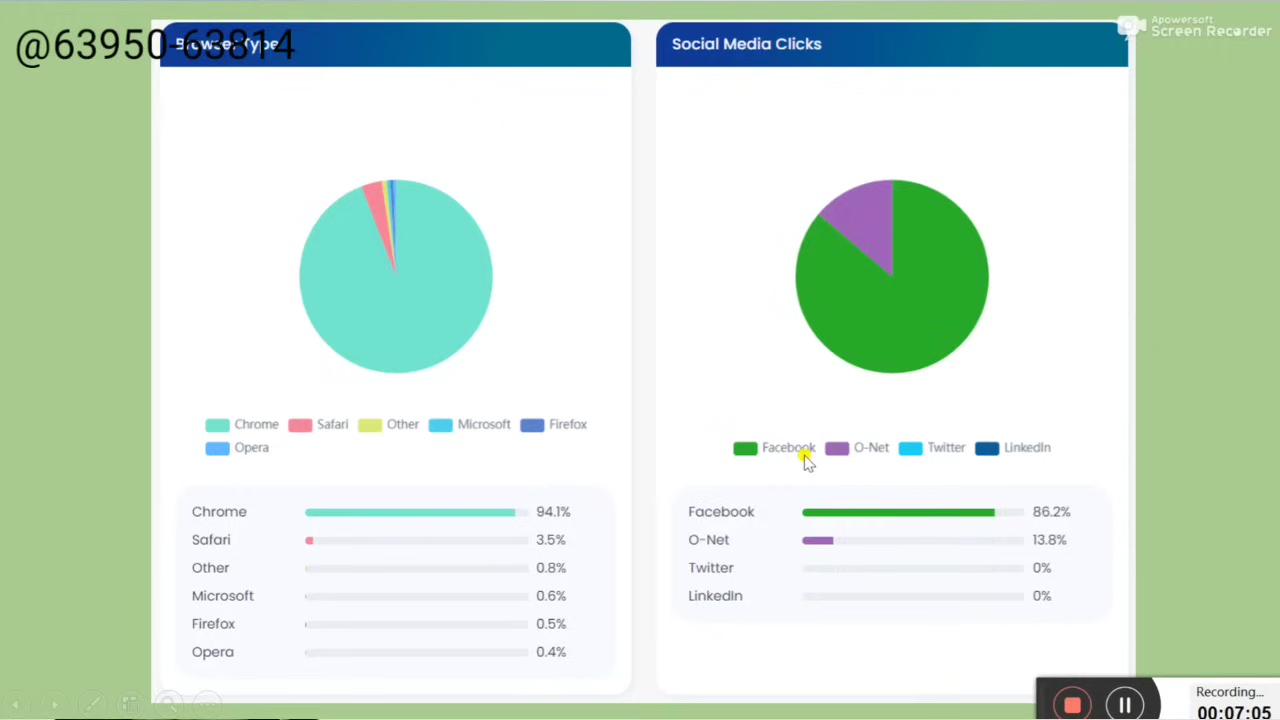 @63950-63814
Browser Type
Social Media Clicks
Apowersoft
Screen Recorder
Chrome Safari Other Microsoft Firefox
Opera
Facebook O-Net Twitter LinkedIn
Chrome 94.1%
Safari 3.5%
Other 0.8%
Microsoft 0.6%
Firefox 0.5%
Opera 0.4%
Facebook 86.2%
O-Net 13.8%
Twitter 0%
LinkedIn 0%
Recording...
00:07:05